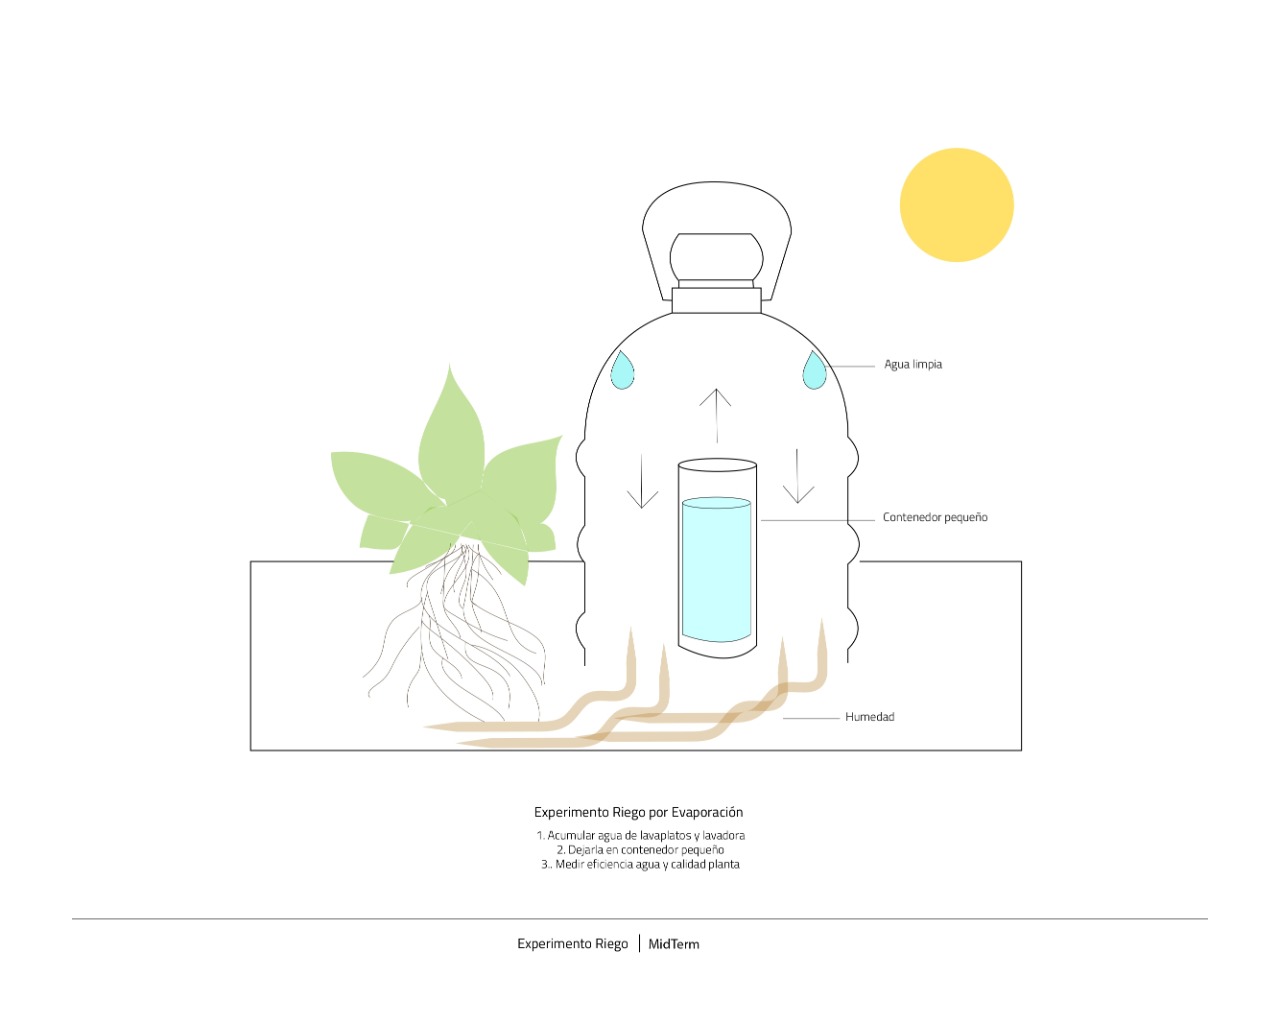 Agua limpia
Contenedor pequeño
Humedad
Experimento Riego por Evaporación
1. Acumular agua de lavaplatos y lavadora
2. Dejarla en contenedor pequeño
3.. Medir eficiencia agua y calidad planta
Experimento Riego | MidTerm